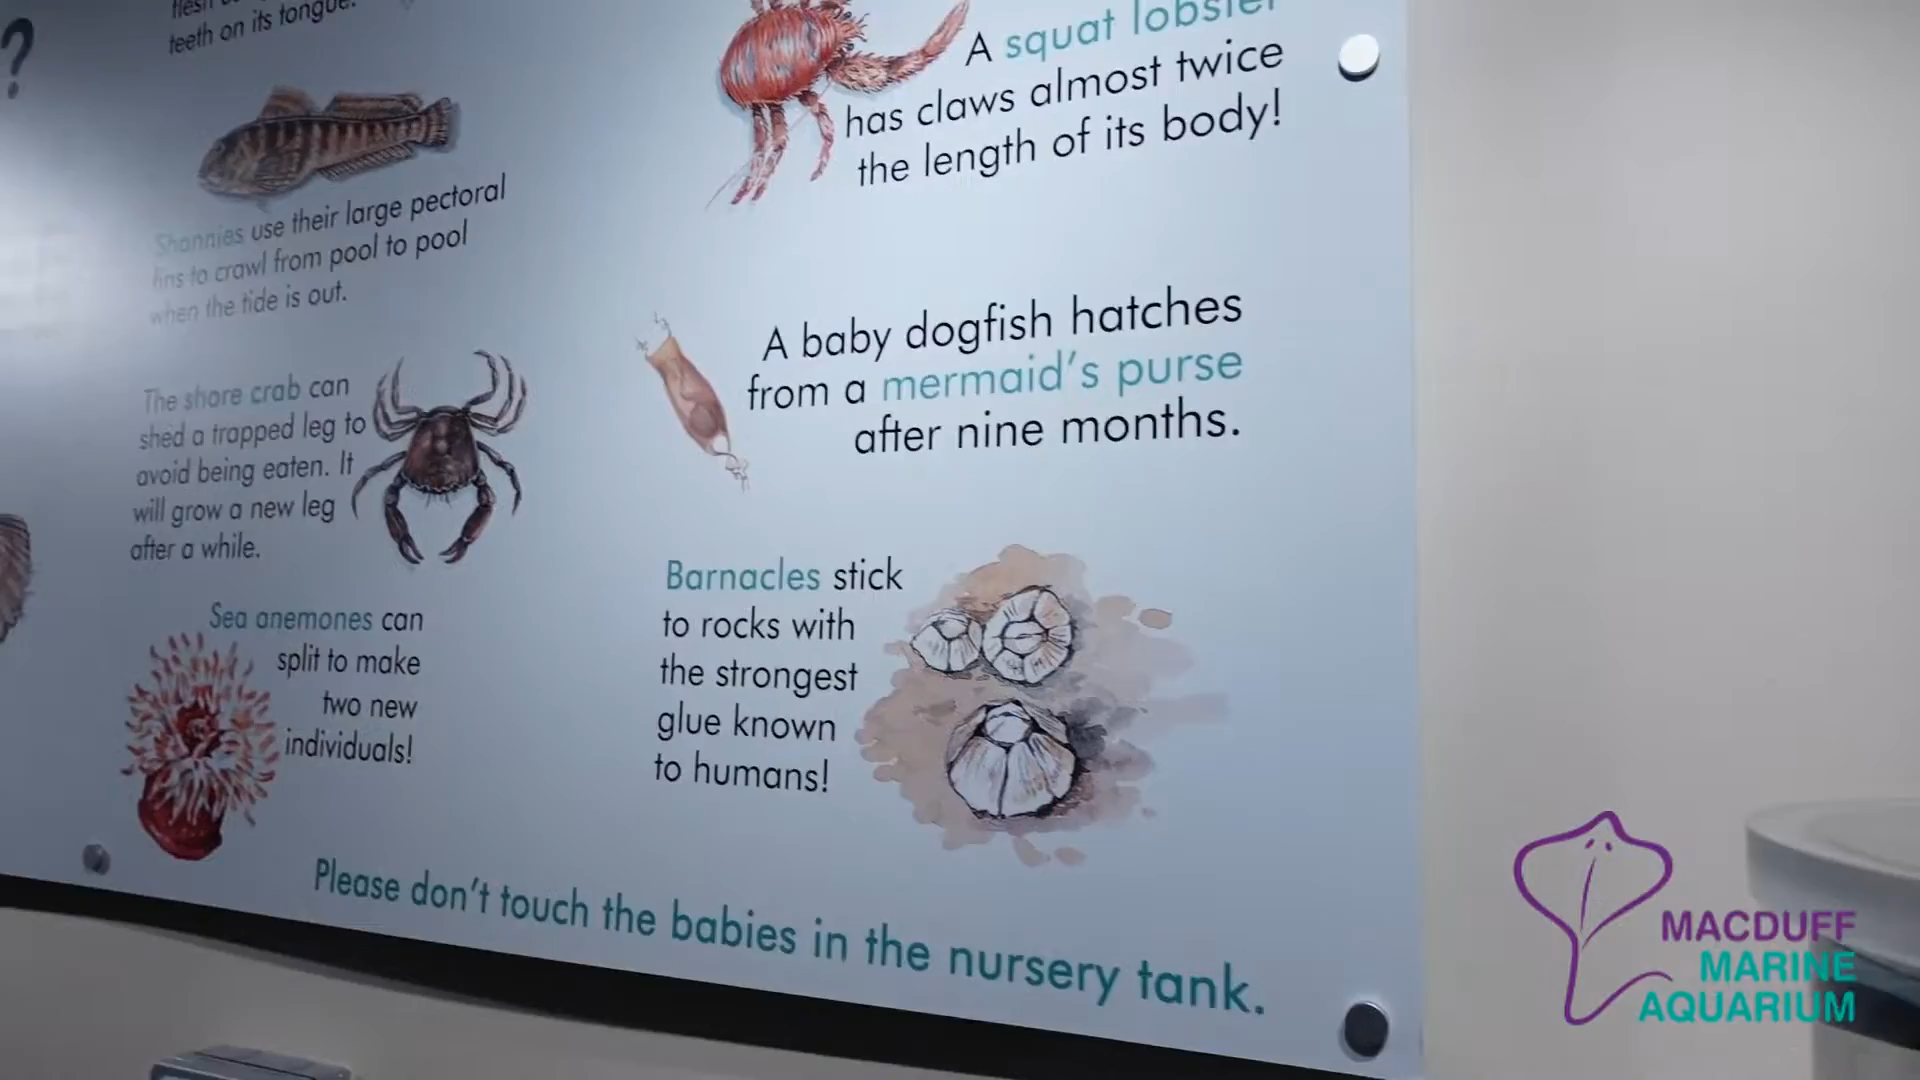 ?
teeth on its tongue.
Shannies use their large pectoral
fins to crawl from pool to pool
when the tide is out.
The shore crab can
shed a trapped leg to
avoid being eaten. It
will grow a new leg
after a while.
Sea anemones can
split to make
two new
individuals!
A squat lobster
has claws almost twice
the length of its body!
A baby dogfish hatches
from a mermaid's purse
after nine months.
Barnacles stick
to rocks with
the strongest
glue known
to humans!
Please don't touch the babies in the nursery tank.
MACDUFF
MARINE
AQUARIUM